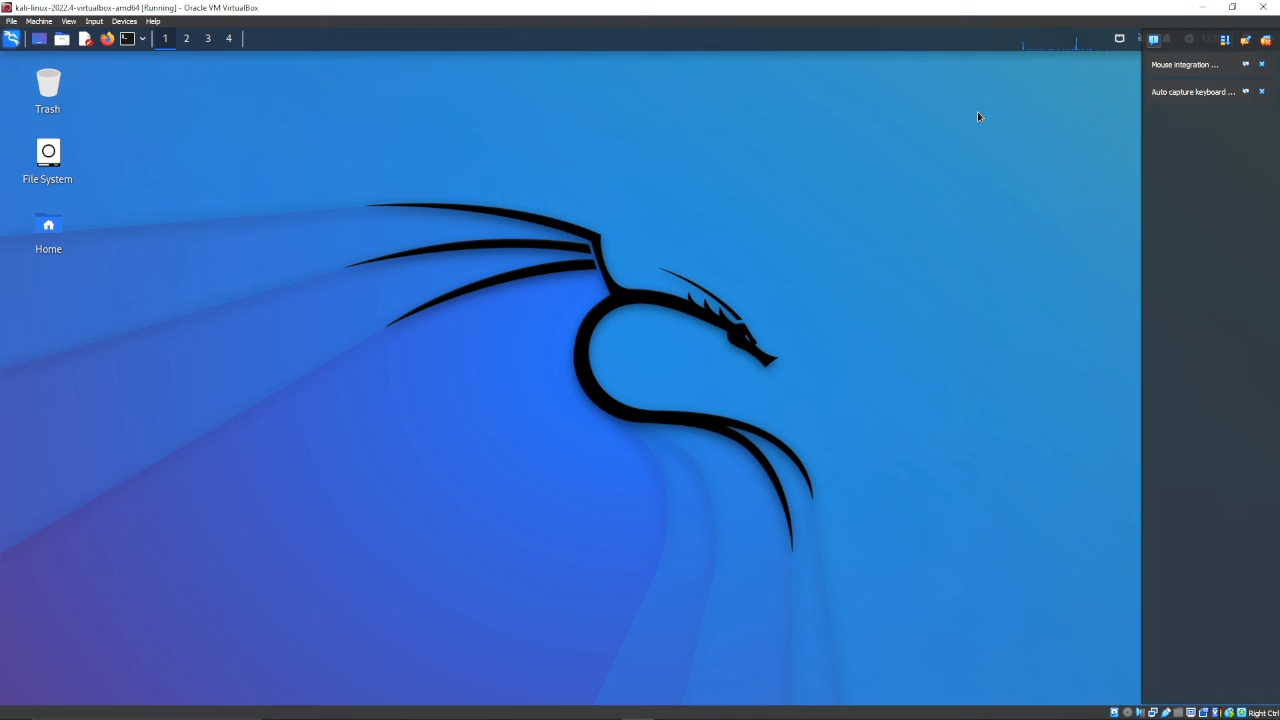 kali-linux-2022.4-virtualbox-amd64 [Running] - Oracle VM VirtualBox
File Machine View Input Devices Help
1 2 3 4
Mouse integration ...
Auto capture keyboard ...
Trash
File System
Home
Right Ctrl